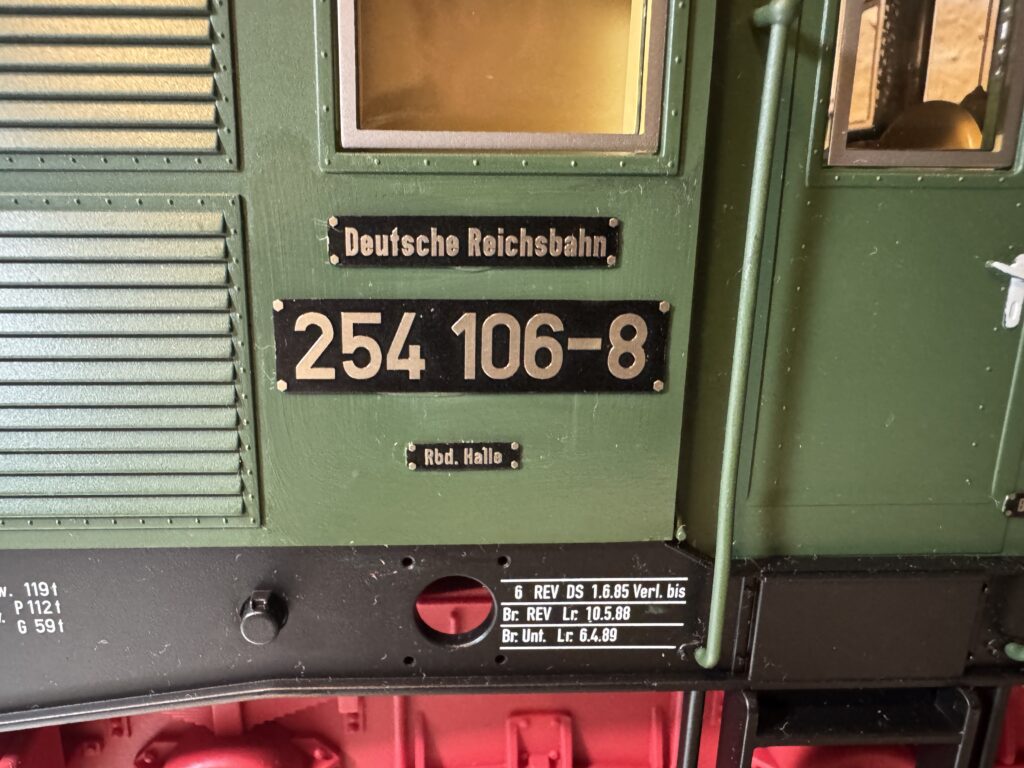 Deutsche Reichsbahn
254 106-8
Rbd. Halle
119t
P 112t
G 59t
6 REV DS 1.6.85 Verl. bis
Br. REV Lr. 10.5.88
Br. Unt. Lr. 6.4.89